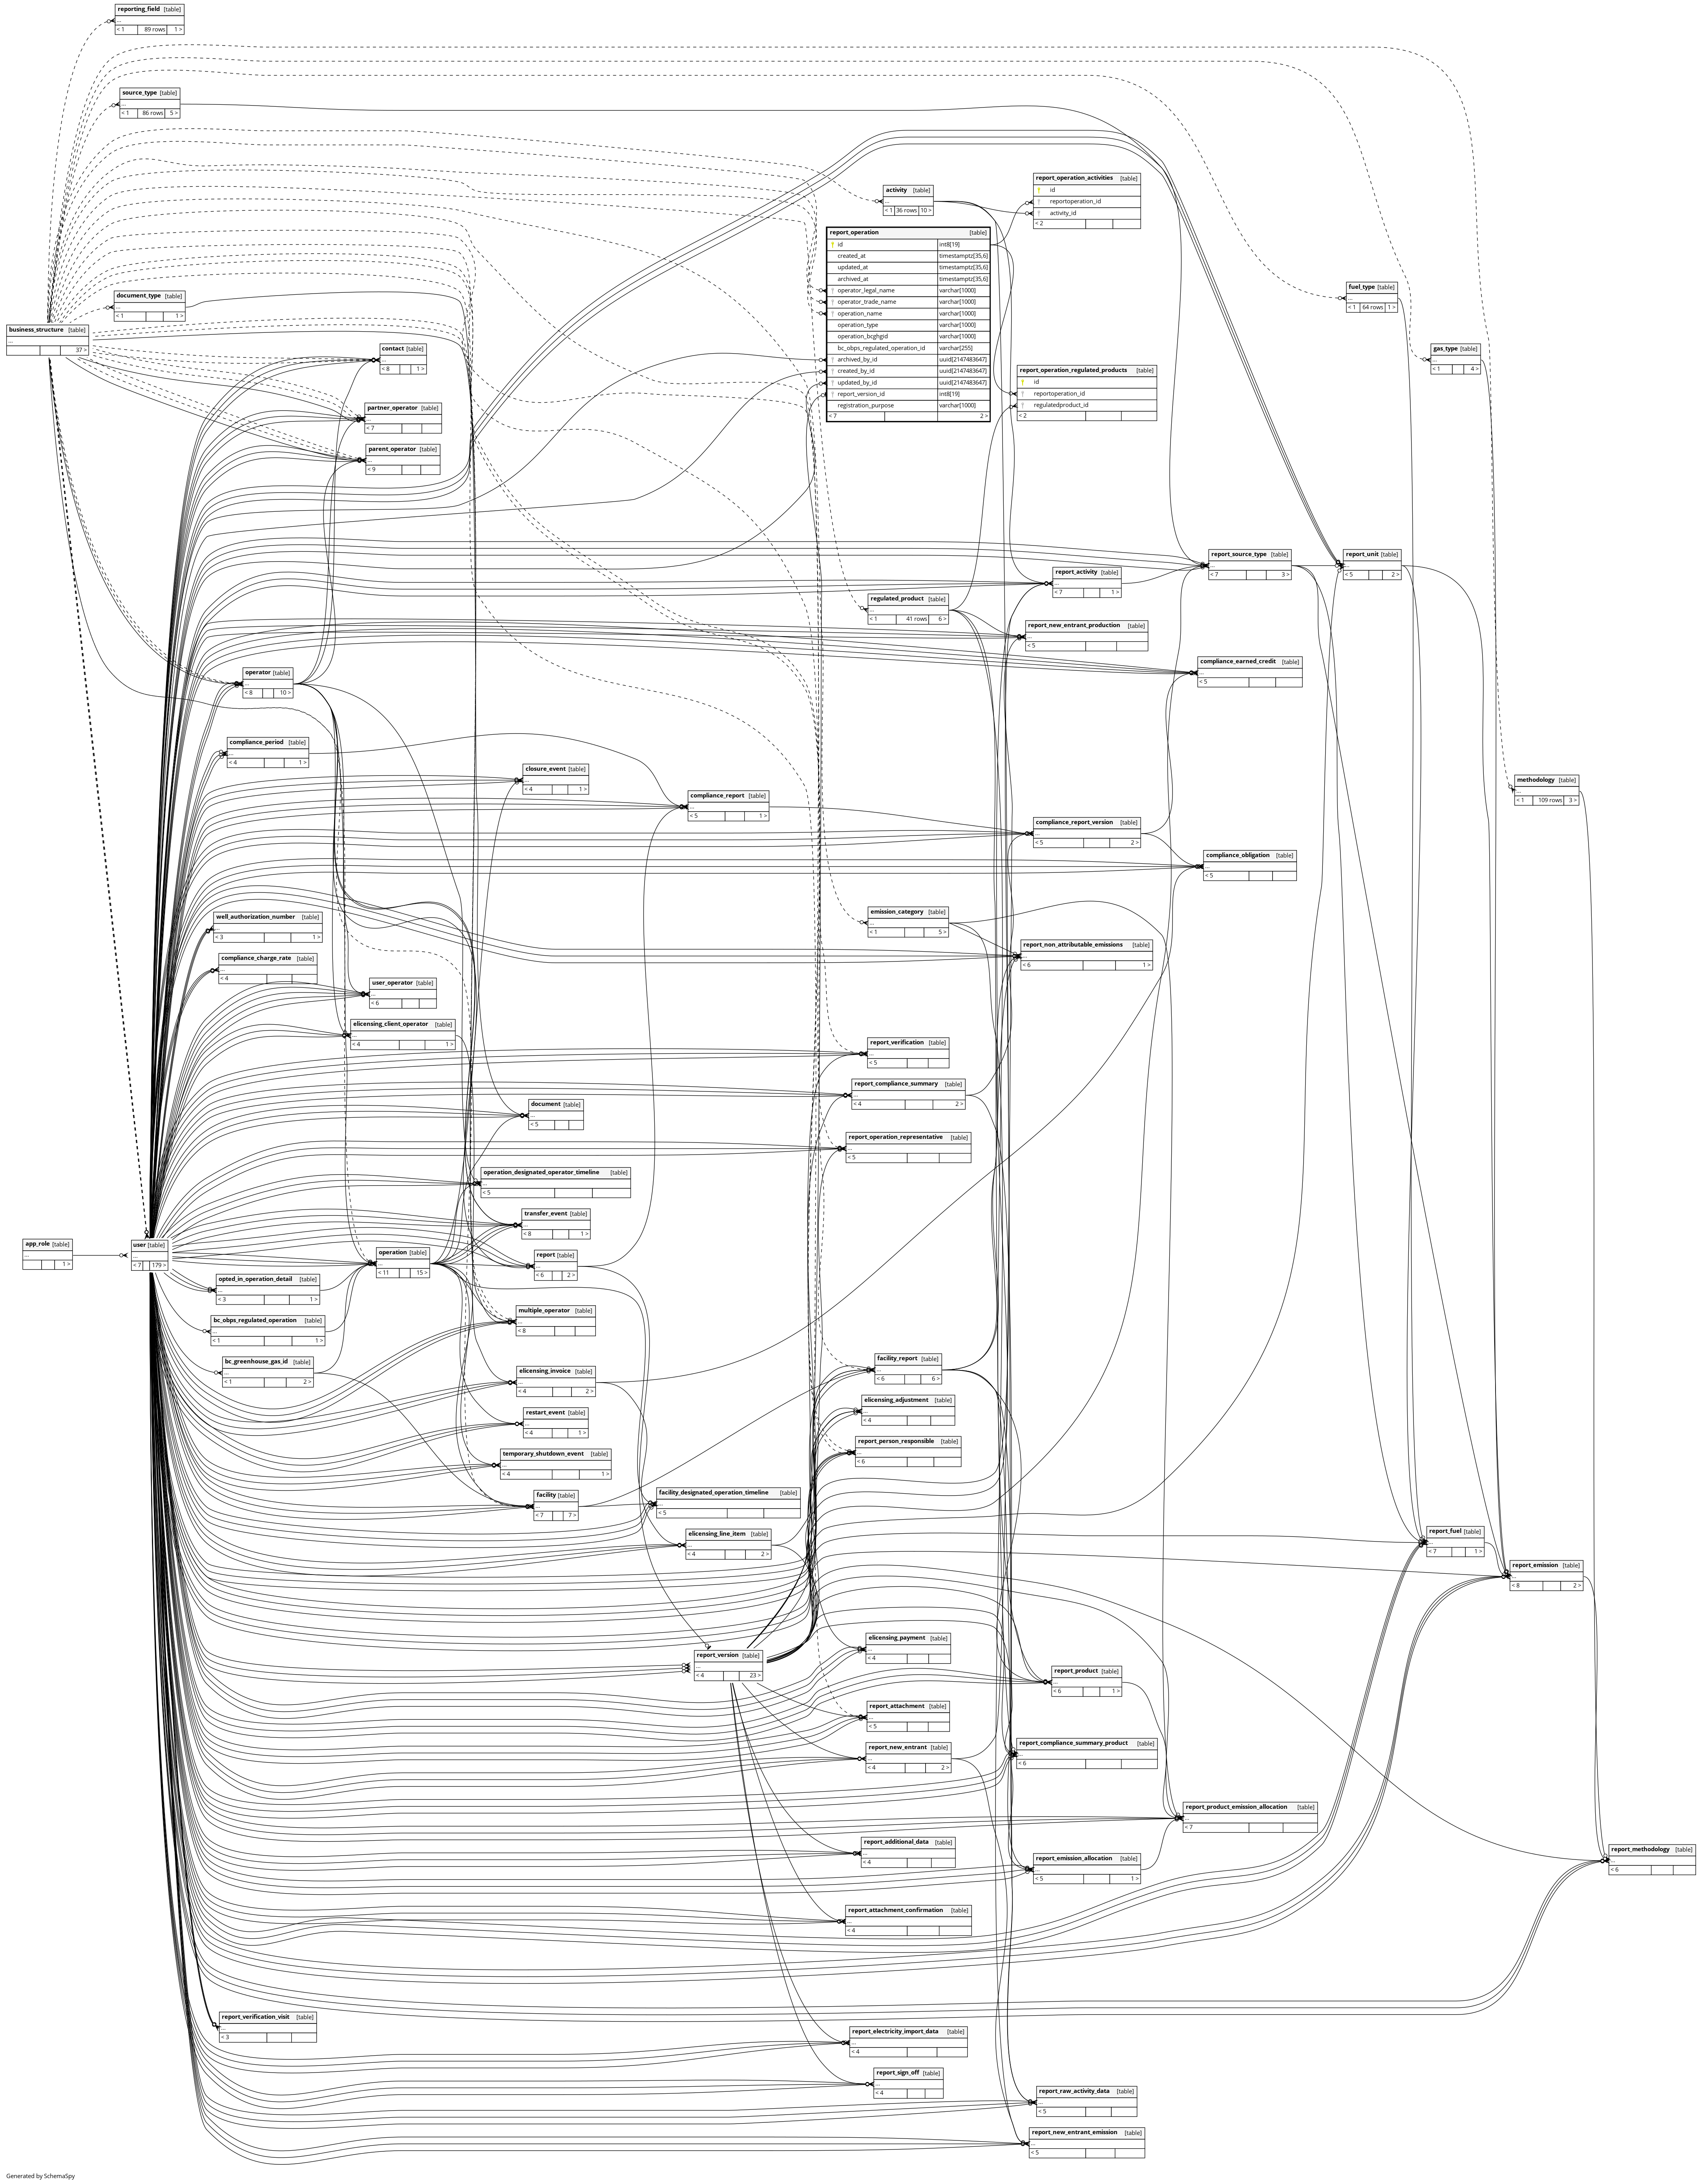 reporting_field [table]
...
< 1 89 rows 1 >
source_type [table]
...
< 1 86 rows 5 >
activity [table]
...
< 1 36 rows 10 >
report_operation_activities [table]
id
reportoperation_id
activity_id
< 2
report_operation [table]
id int8[19]
created_at timestamptz[35,6]
updated_at timestamptz[35,6]
archived_at timestamptz[35,6]
operator_legal_name varchar[1000]
operator_trade_name varchar[1000]
operation_name varchar[1000]
operation_type varchar[1000]
operation_bcghgid varchar[1000]
bc_obps_regulated_operation_id varchar[255]
archived_by_id uuid[2147483647]
created_by_id uuid[2147483647]
updated_by_id uuid[2147483647]
report_version_id int8[19]
registration_purpose varchar[1000]
< 7 2 >
fuel_type [table]
...
< 1 64 rows 1 >
document_type [table]
...
< 1 1 >
business_structure [table]
...
37 >
contact [table]
...
< 8 1 >
gas_type [table]
...
< 1 4 >
report_operation_regulated_products [table]
id
reportoperation_id
regulatedproduct_id
< 2
partner_operator [table]
...
< 7
parent_operator [table]
...
< 9
report_source_type [table]
...
< 7 3 >
report_unit [table]
...
< 5 2 >
report_activity [table]
...
< 7 1 >
regulated_product [table]
...
< 1 41 rows 6 >
report_new_entrant_production [table]
...
< 5
compliance_earned_credit [table]
...
< 5
operator [table]
...
< 8 10 >
compliance_period [table]
...
< 4 1 >
closure_event [table]
...
< 4 1 >
methodology [table]
...
< 1 109 rows 3 >
compliance_report [table]
...
< 5 1 >
compliance_report_version [table]
...
< 5 2 >
compliance_obligation [table]
...
< 5
emission_category [table]
...
< 1 5 >
well_authorization_number [table]
...
< 3 1 >
report_non_attributable_emissions [table]
...
< 6 1 >
compliance_charge_rate [table]
...
< 4
user_operator [table]
...
< 6
elicensing_client_operator [table]
...
< 4 1 >
report_verification [table]
...
< 5
report_compliance_summary [table]
...
< 4 2 >
document [table]
...
< 5
report_operation_representative [table]
...
< 5
operation_designated_operator_timeline [table]
...
< 5
transfer_event [table]
...
< 8 1 >
app_role [table]
...
1 >
user [table]
...
< 7 179 >
operation [table]
...
< 11 15 >
report [table]
...
< 6 2 >
opted_in_operation_detail [table]
...
< 3 1 >
multiple_operator [table]
...
< 8
bc_obps_regulated_operation [table]
...
< 1 1 >
bc_greenhouse_gas_id [table]
...
< 1 2 >
facility_report [table]
...
< 6 6 >
elicensing_invoice [table]
...
< 4 2 >
elicensing_adjustment [table]
...
< 4
restart_event [table]
...
< 4 1 >
report_person_responsible [table]
...
< 6
temporary_shutdown_event [table]
...
< 4 1 >
facility [table]
...
< 7 7 >
facility_designated_operation_timeline [table]
...
< 5
elicensing_line_item [table]
...
< 4 2 >
report_fuel [table]
...
< 7 1 >
report_emission [table]
...
< 8 2 >
elicensing_payment [table]
...
< 4
report_version [table]
...
< 4 23 >
report_product [table]
...
< 6 1 >
report_attachment [table]
...
< 5
report_new_entrant [table]
...
< 4 2 >
report_compliance_summary_product [table]
...
< 6
report_product_emission_allocation [table]
...
< 7
report_additional_data [table]
...
< 4
report_emission_allocation [table]
...
< 5 1 >
report_methodology [table]
...
< 6
report_attachment_confirmation [table]
...
< 4
report_verification_visit [table]
...
< 3
report_electricity_import_data [table]
...
< 4
report_sign_off [table]
...
< 4
report_raw_activity_data [table]
...
< 5
report_new_entrant_emission [table]
...
< 5
Generated by SchemaSpy